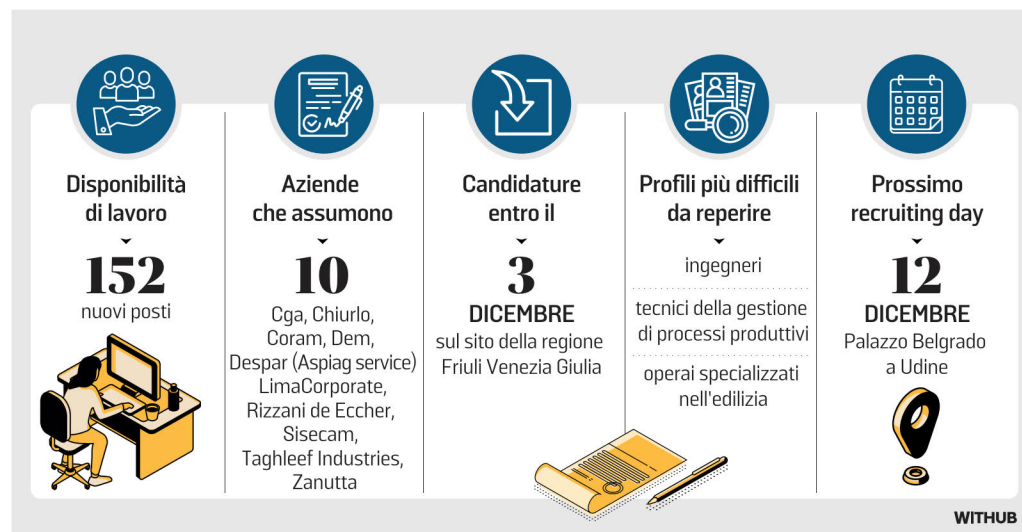 Disponibilità
di lavoro
152
nuovi posti
Aziende
che assumono
10
Cga, Chiurlo,
Coram, Dem,
Despar (Aspiag service)
LimaCorporate,
Rizzani de Eccher,
Sisecam,
Taghleef Industries,
Zanutta
Candidature
entro il
3
DICEMBRE
sul sito della regione
Friuli Venezia Giulia
Profili più difficili
da reperire
ingegneri
tecnici della gestione
di processi produttivi
operai specializzati
nell'edilizia
Prossimo
recruiting day
12
DICEMBRE
Palazzo Belgrado
a Udine
WITHUB